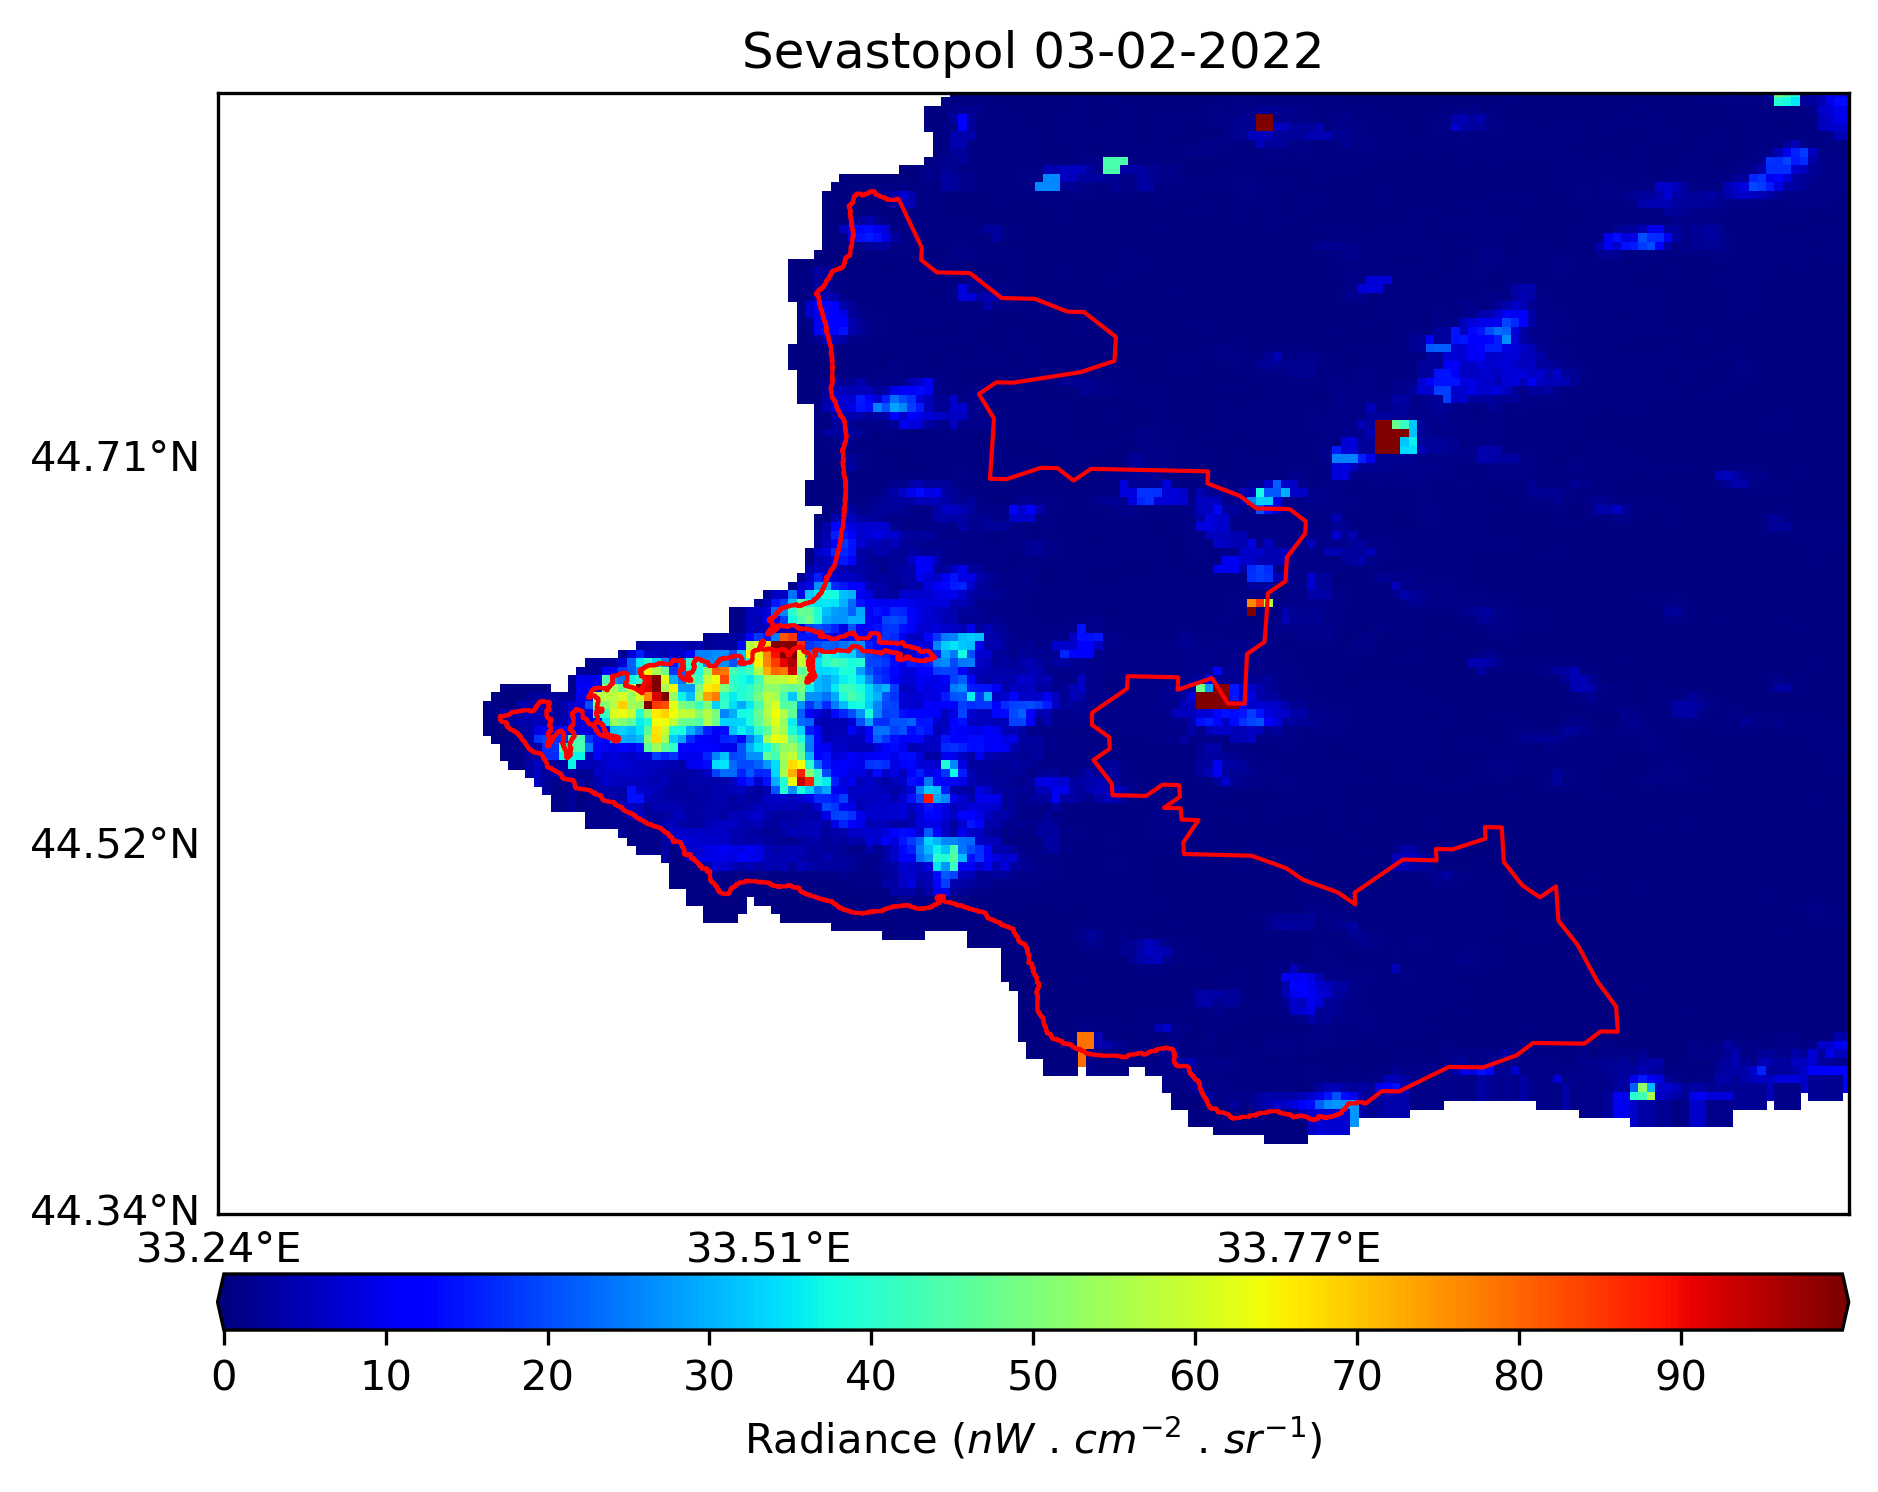 Sevastopol 03-02-2022
44.71°N
44.52°N
44.34°N
33.24°E 33.51°E 33.77°E
0 10 20 30 40 50 60 70 80 90
Radiance (nW . cm⁻² . sr⁻¹)